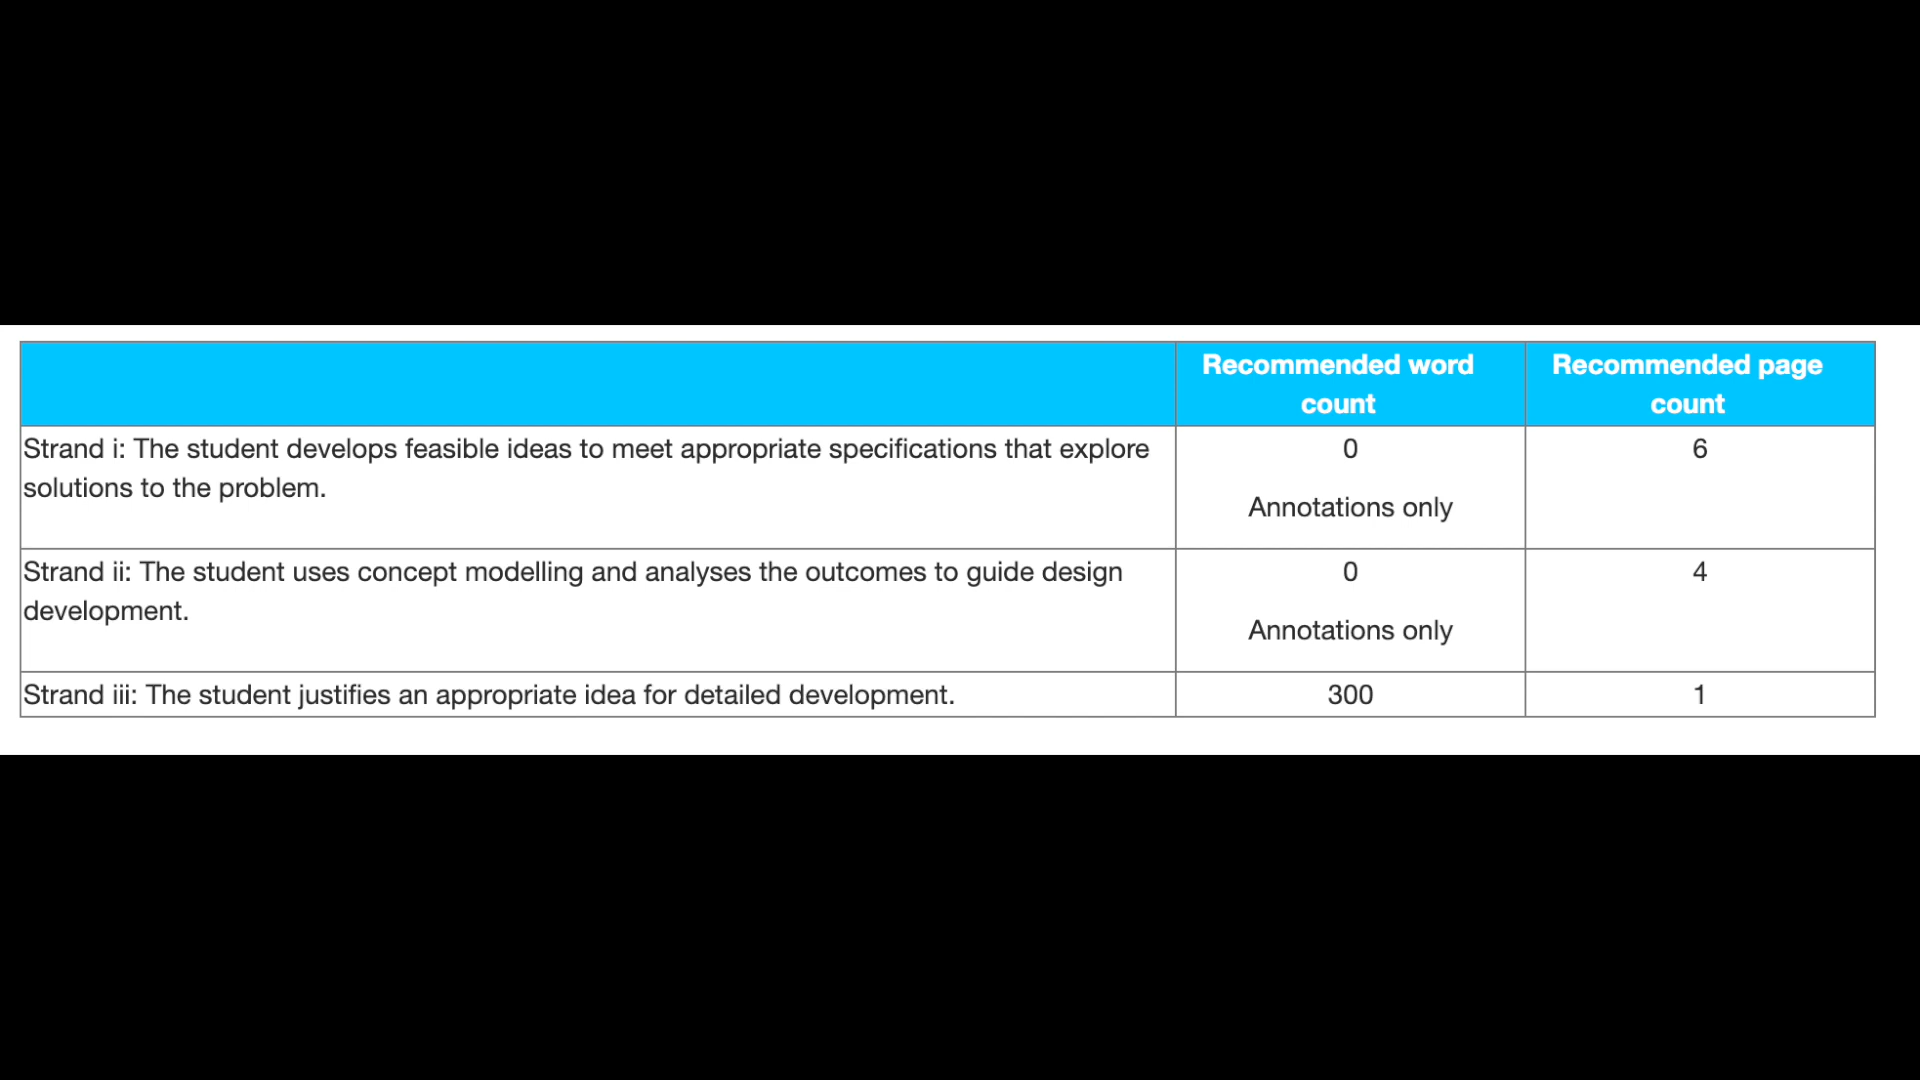 Recommended word
count
Recommended page
count
Strand i: The student develops feasible ideas to meet appropriate specifications that explore
solutions to the problem.
0
Annotations only
6
Strand ii: The student uses concept modelling and analyses the outcomes to guide design
development.
0
Annotations only
4
Strand iii: The student justifies an appropriate idea for detailed development.
300
1